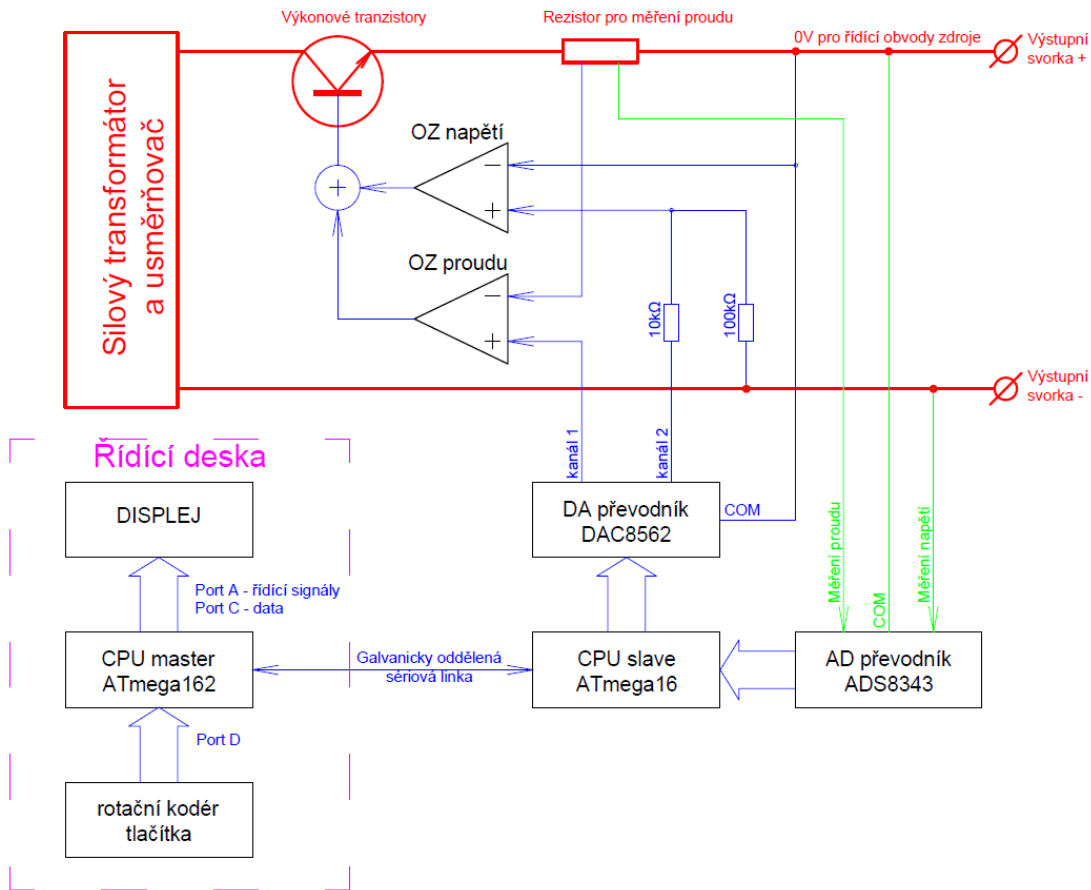 Výkonové tranzistory
Rezistor pro měření proudu
0V pro řídící obvody zdroje
Výstupní
svorka +
Silový transformátor
a usměrňovač
OZ napětí
−
+
+
OZ proudu
−
+
10kΩ
100kΩ
Výstupní
svorka -
kanál 1
kanál 2
Řídící deska
DISPLEJ
DA převodník
DAC8562
COM
Měření proudu
COM
Měření napětí
Port A - řídící signály
Port C - data
CPU master
ATmega162
Galvanicky oddělená
sériová linka
CPU slave
ATmega16
AD převodník
ADS8343
Port D
rotační kodér
tlačítka